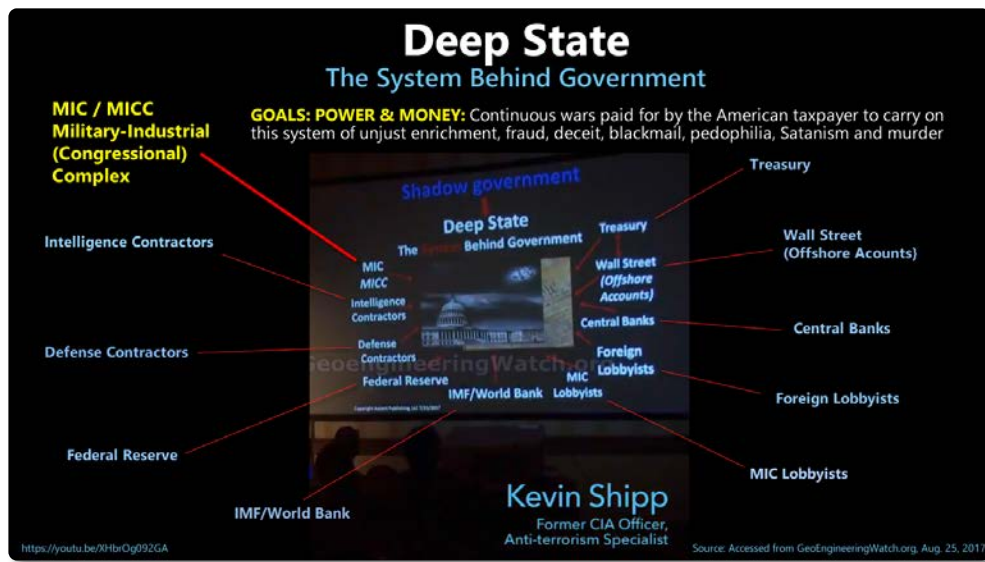 Deep State
The System Behind Government
MIC / MICC
Military-Industrial
(Congressional)
Complex
GOALS: POWER & MONEY: Continuous wars paid for by the American taxpayer to carry on
this system of unjust enrichment, fraud, deceit, blackmail, pedophilia, Satanism and murder
Treasury
Intelligence Contractors
Wall Street
(Offshore Acounts)
Defense Contractors
Central Banks
Foreign Lobbyists
Federal Reserve
MIC Lobbyists
IMF/World Bank
Shadow government
Deep State
The System Behind Government
MIC
MICC
Intelligence
Contractors
Defense
Contractors
Federal Reserve
IMF/World Bank
MIC
Lobbyists
Foreign
Lobbyists
Central Banks
Wall Street
(Offshore
Accounts)
Treasury
GeoengineeringWatch.org
Kevin Shipp
Former CIA Officer,
Anti-terrorism Specialist
https://youtu.be/XHbrOg092GA
Source: Accessed from GeoEngineeringWatch.org, Aug. 25, 2017